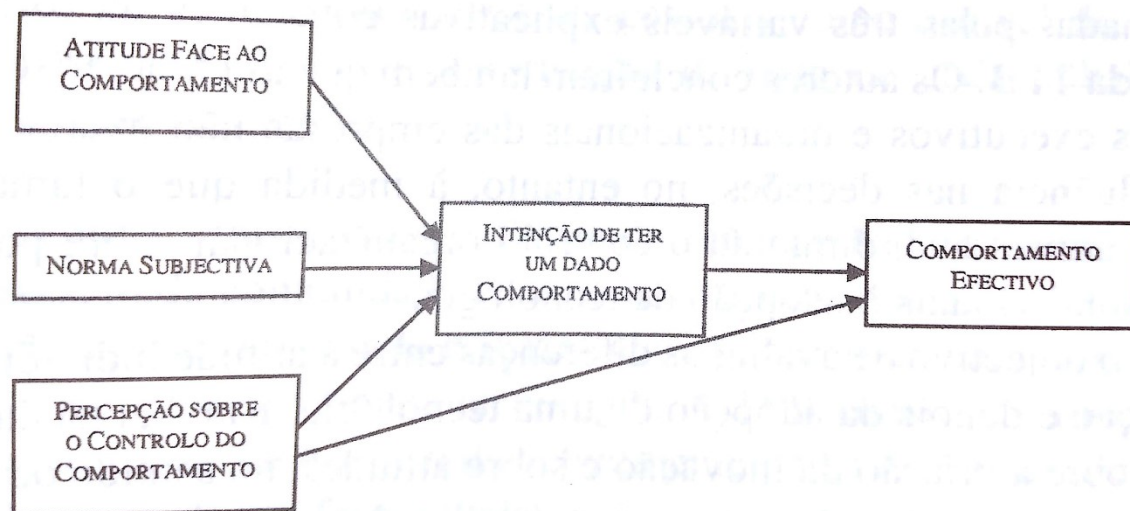 ATITUDE FACE AO
COMPORTAMENTO
NORMA SUBJECTIVA
PERCEPÇÃO SOBRE
O CONTROLO DO
COMPORTAMENTO
INTENÇÃO DE TER
UM DADO
COMPORTAMENTO
COMPORTAMENTO
EFECTIVO